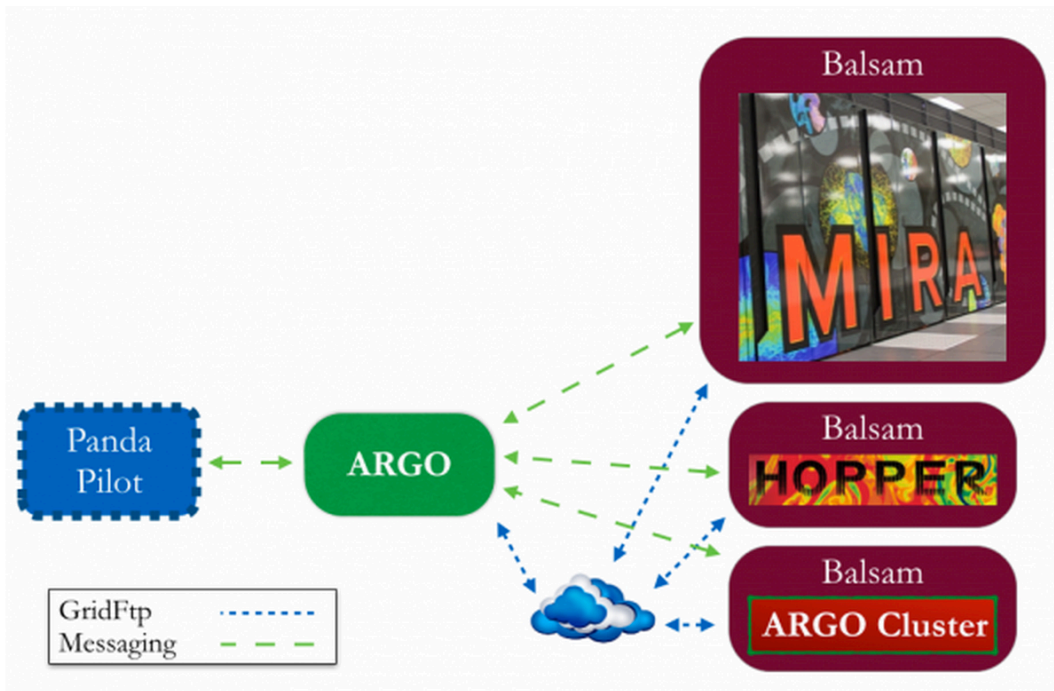 Balsam
MIRA
Panda
Pilot
ARGO
Balsam
HOPPER
Balsam
ARGO Cluster
GridFtp
Messaging